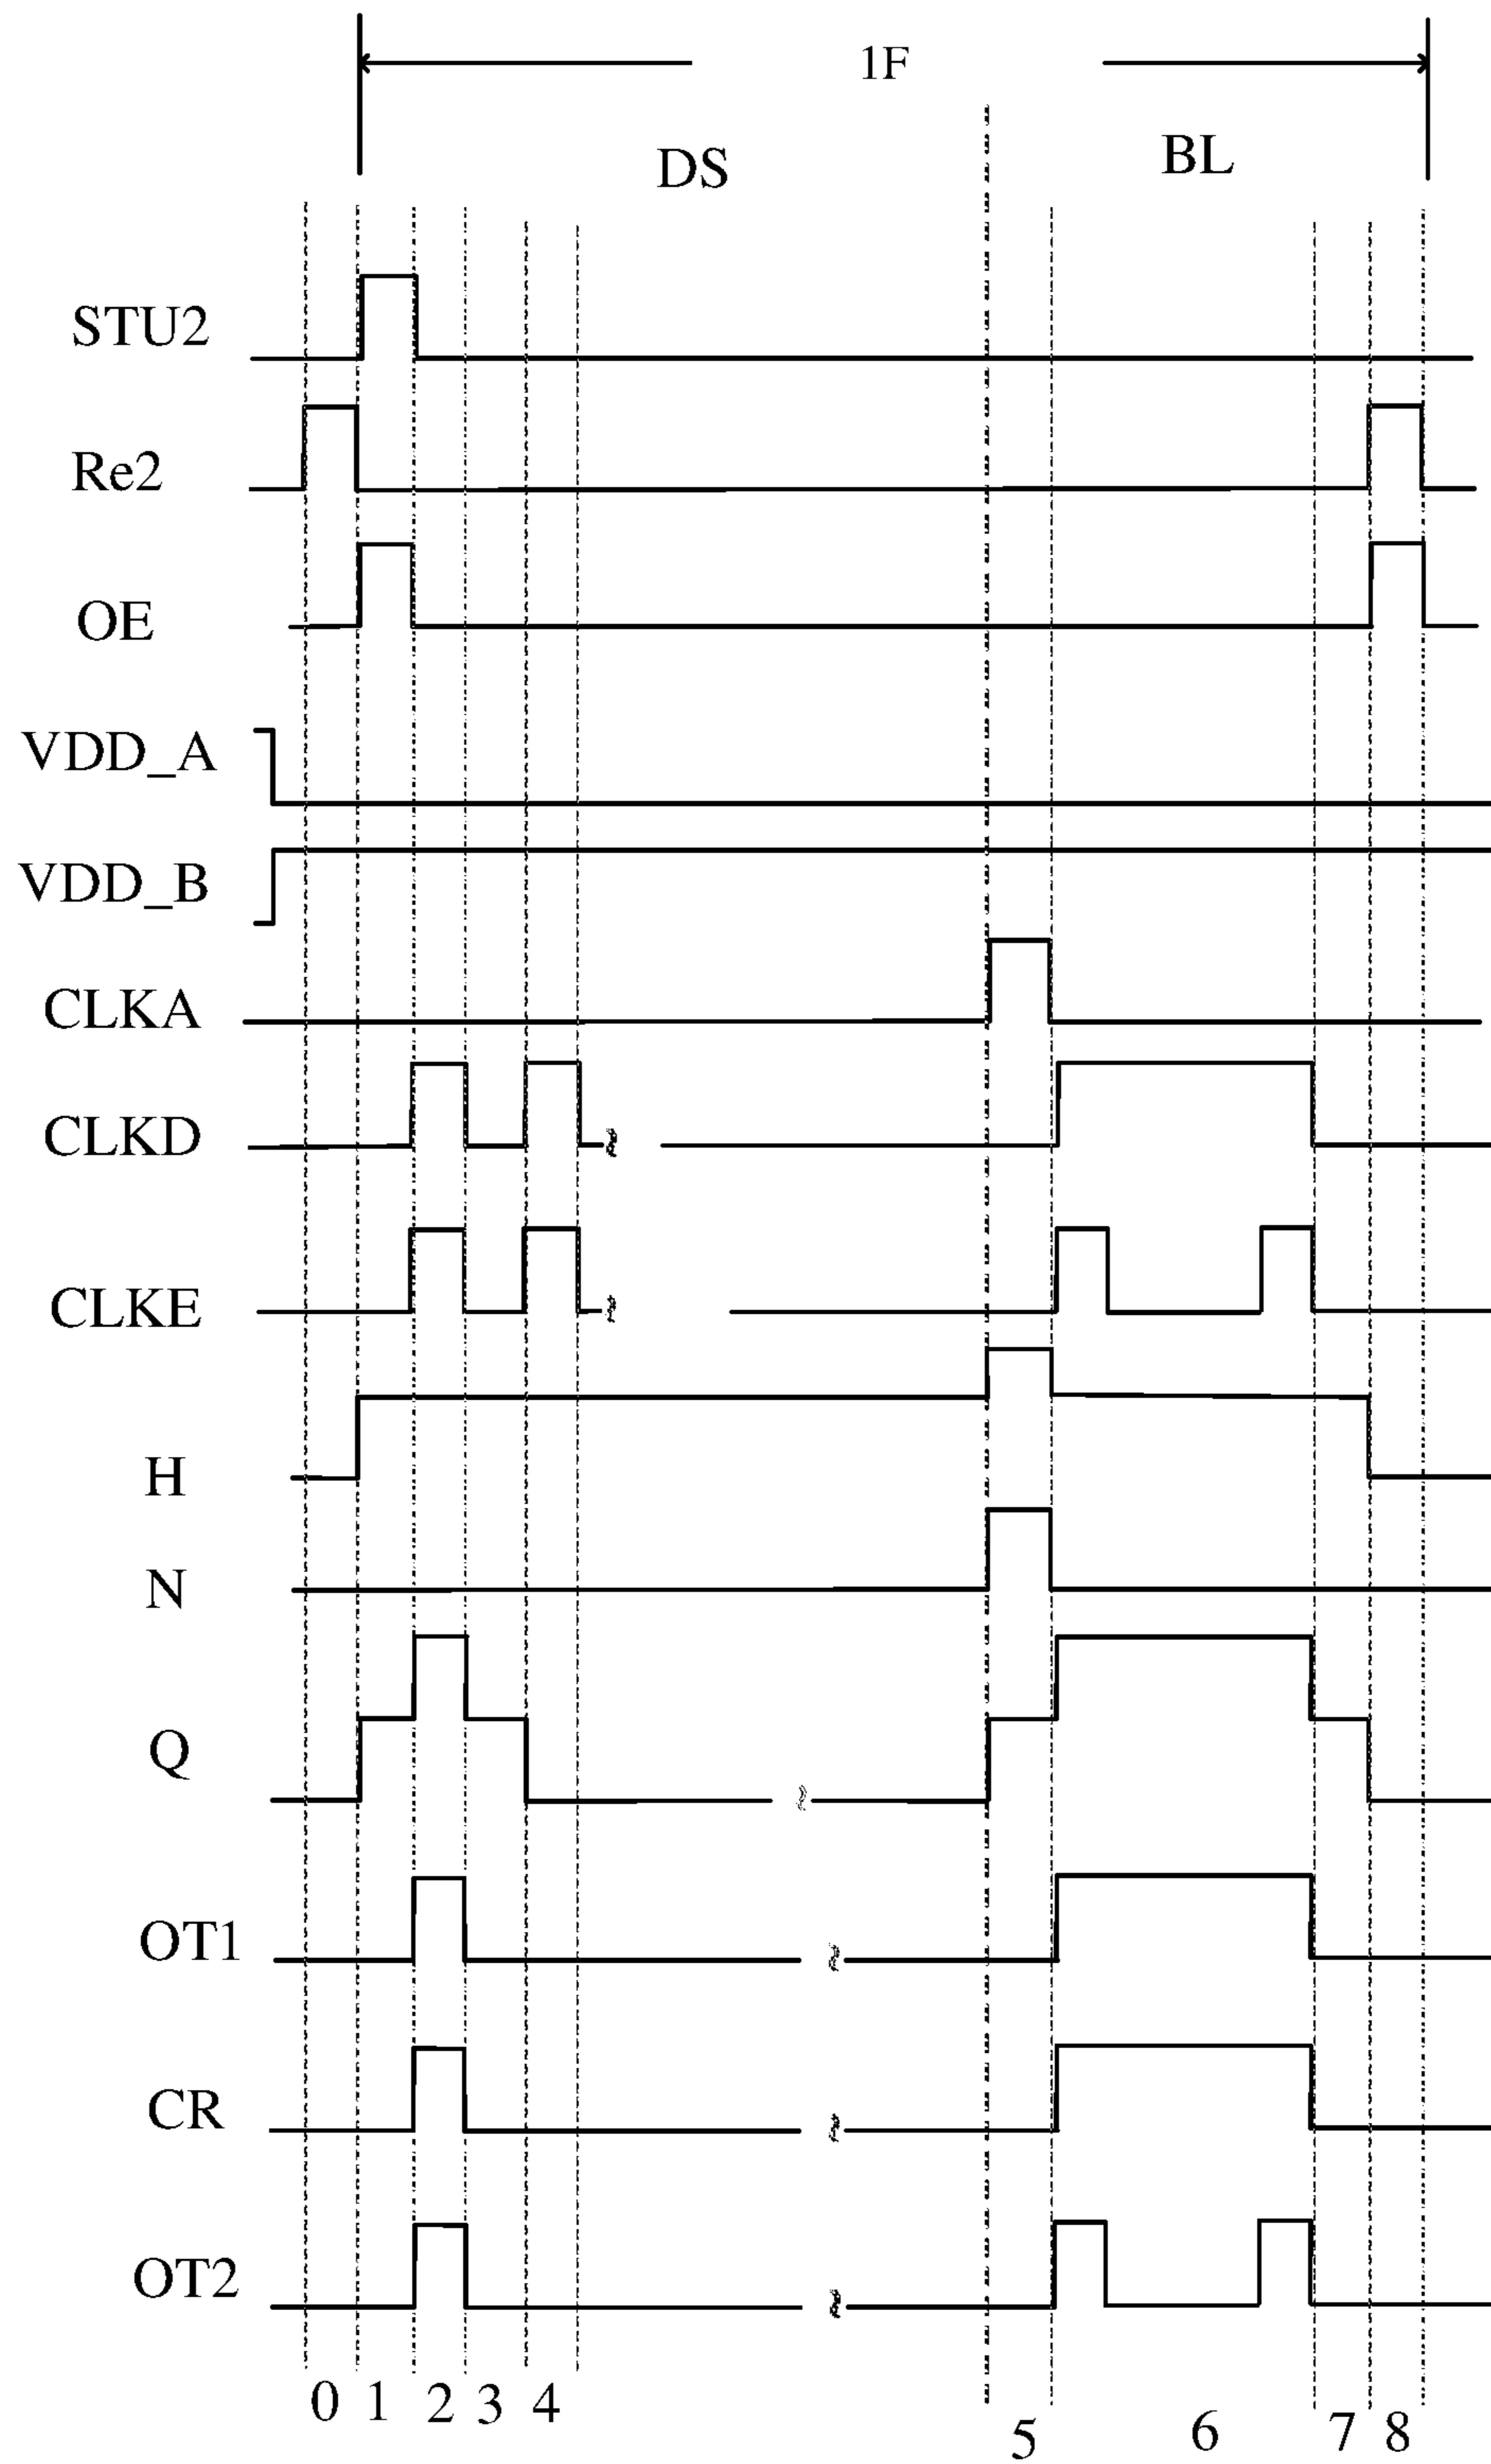 1F
DS
BL
STU2
Re2
OE
VDD_A
VDD_B
CLKA
CLKD
CLKE
H
N
Q
OT1
CR
OT2
0 1 2 3 4 5 6 7 8